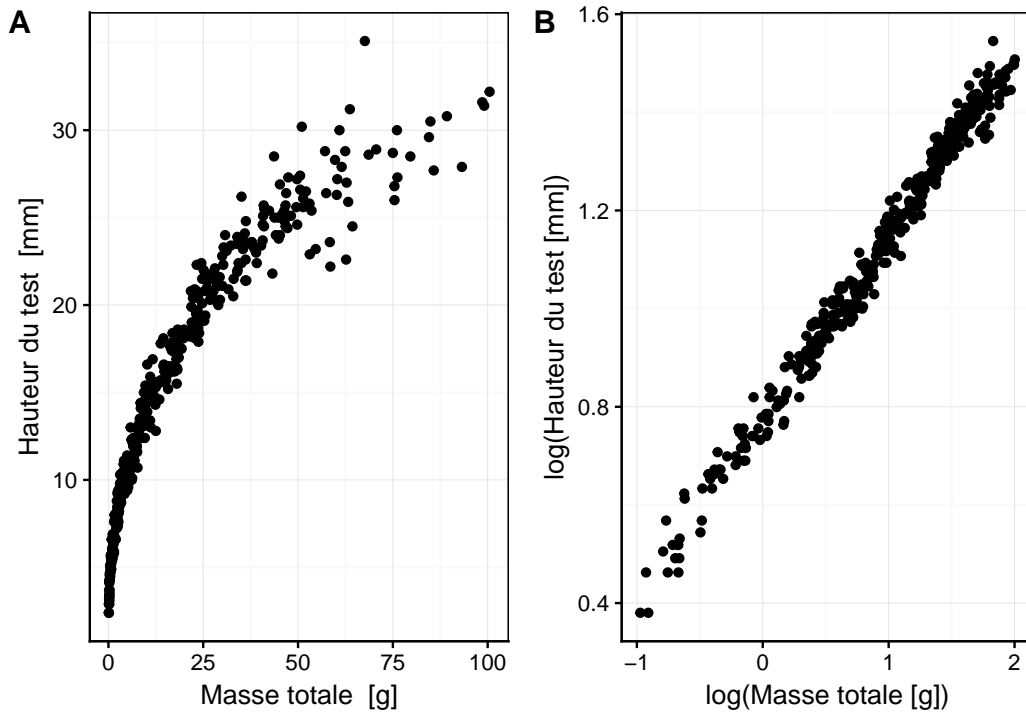 A
Hauteur du test  [mm]
30
20
10
0
25
50
75
100
Masse totale  [g]
B
log(Hauteur du test [mm])
1.6
1.2
0.8
0.4
−1
0
1
2
log(Masse totale [g])